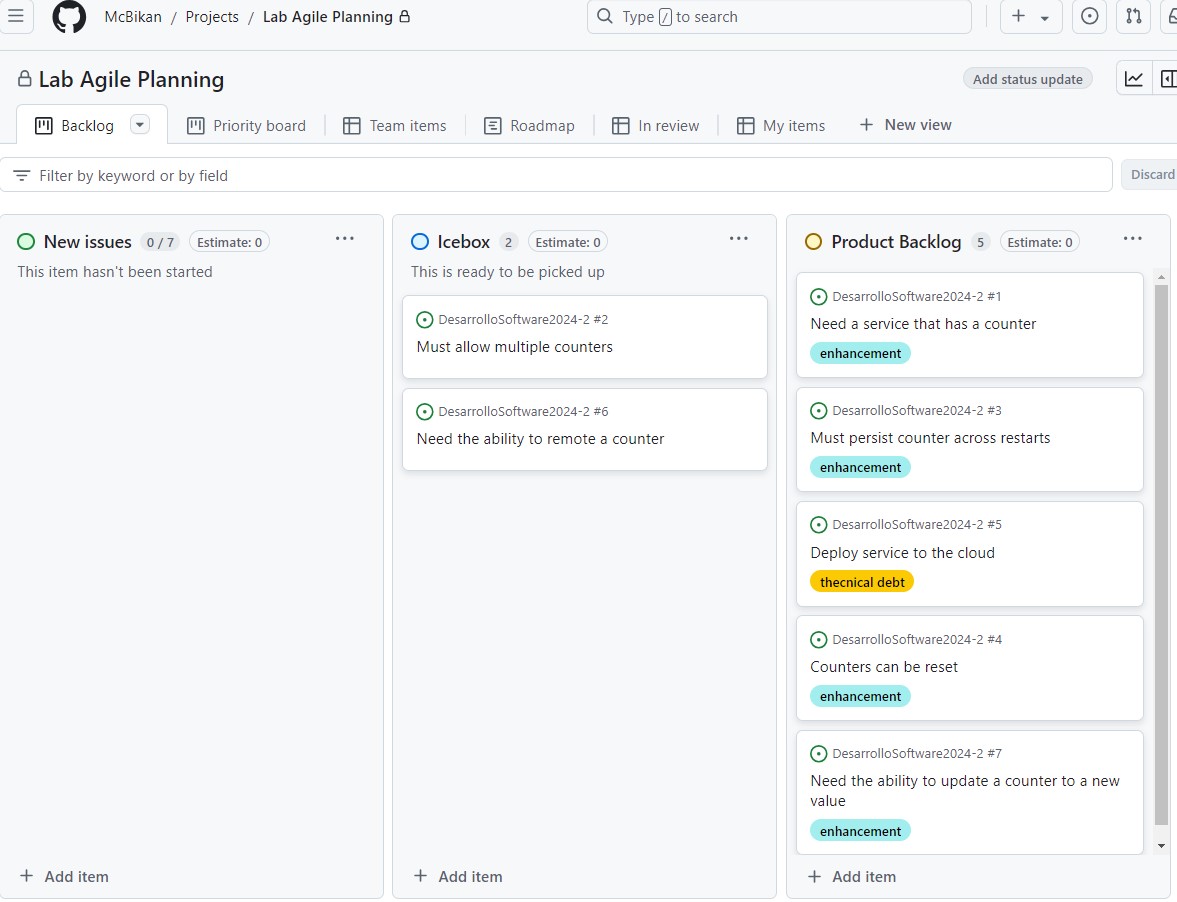 McBikan / Projects / Lab Agile Planning
Type / to search
Lab Agile Planning
Add status update
Backlog
Priority board
Team items
Roadmap
In review
My items
New view
Filter by keyword or by field
Discard
New issues 0 / 7 Estimate: 0
This item hasn't been started
Add item
Icebox 2 Estimate: 0
This is ready to be picked up
DesarrolloSoftware2024-2 #2
Must allow multiple counters
DesarrolloSoftware2024-2 #6
Need the ability to remote a counter
Add item
Product Backlog 5 Estimate: 0
DesarrolloSoftware2024-2 #1
Need a service that has a counter
enhancement
DesarrolloSoftware2024-2 #3
Must persist counter across restarts
enhancement
DesarrolloSoftware2024-2 #5
Deploy service to the cloud
thecnical debt
DesarrolloSoftware2024-2 #4
Counters can be reset
enhancement
DesarrolloSoftware2024-2 #7
Need the ability to update a counter to a new
value
enhancement
Add item